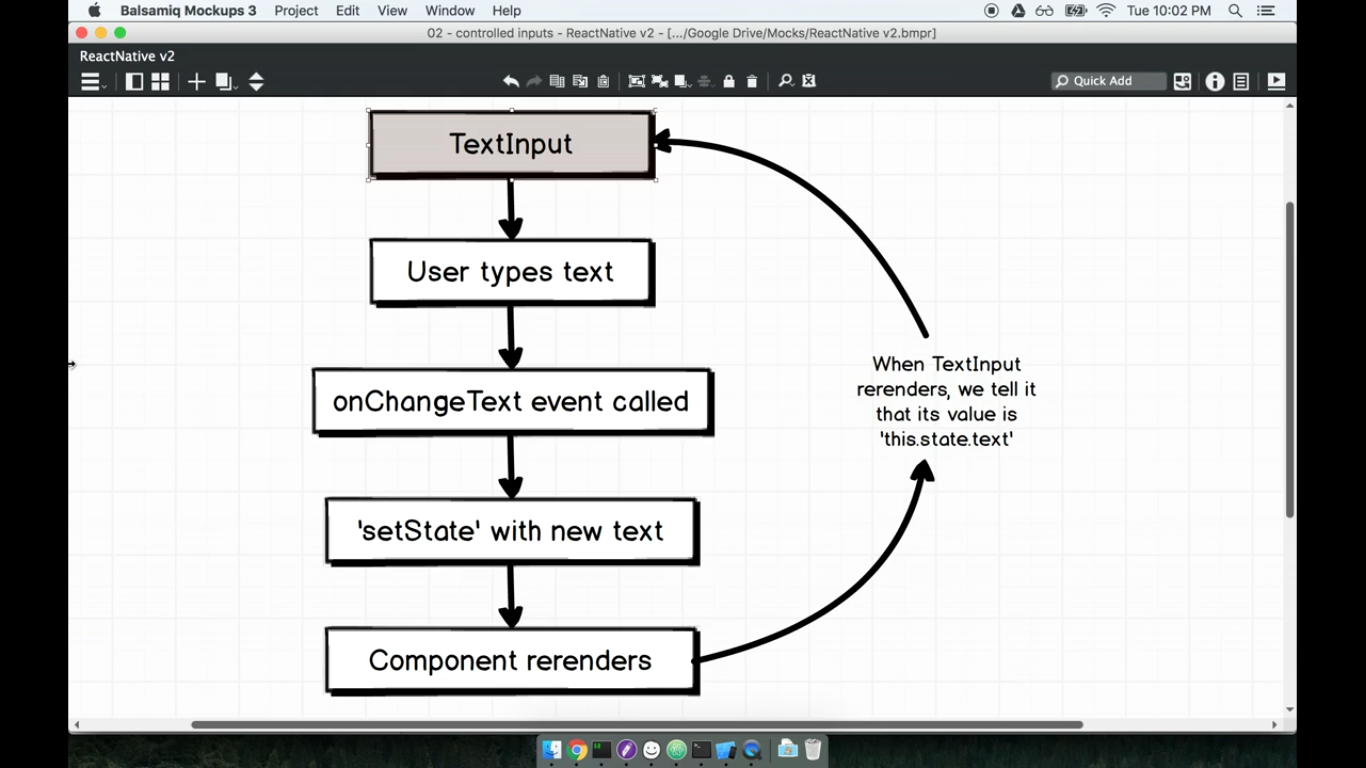 Balsamiq Mockups 3 Project Edit View Window Help Tue 10:02 PM
02 - controlled inputs - ReactNative v2 - [.../Google Drive/Mocks/ReactNative v2.bmpr]
ReactNative v2
Quick Add
TextInput
User types text
onChangeText event called
'setState' with new text
Component rerenders
When TextInput
rerenders, we tell it
that its value is
'this.state.text'